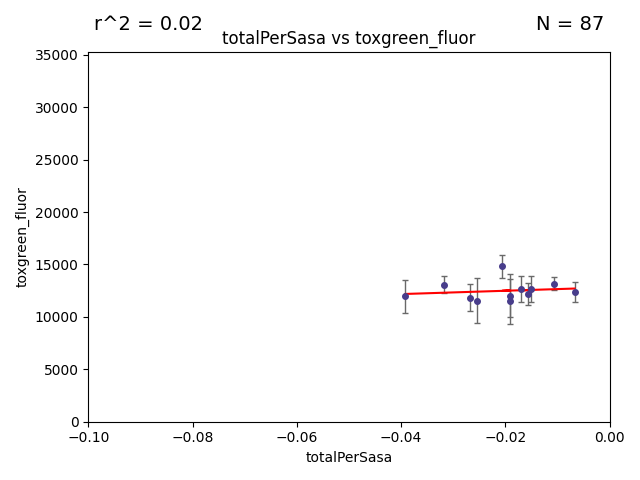 r^2 = 0.02
N = 87
totalPerSasa vs toxgreen_fluor
35000
30000
25000
20000
15000
10000
5000
0
toxgreen_fluor
−0.10
−0.08
−0.06
−0.04
−0.02
0.00
totalPerSasa